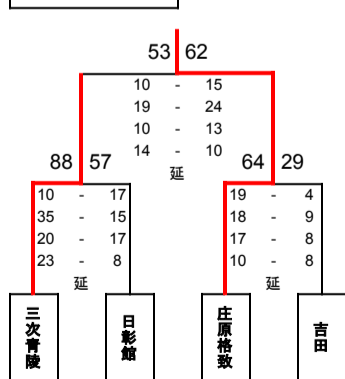 53 62
10 - 15
19 - 24
10 - 13
14 - 10
延
88 57
10 - 17
35 - 15
20 - 17
23 - 8
延
64 29
19 - 4
18 - 9
17 - 8
10 - 8
延
三次青陵
日彰館
庄原格致
吉田